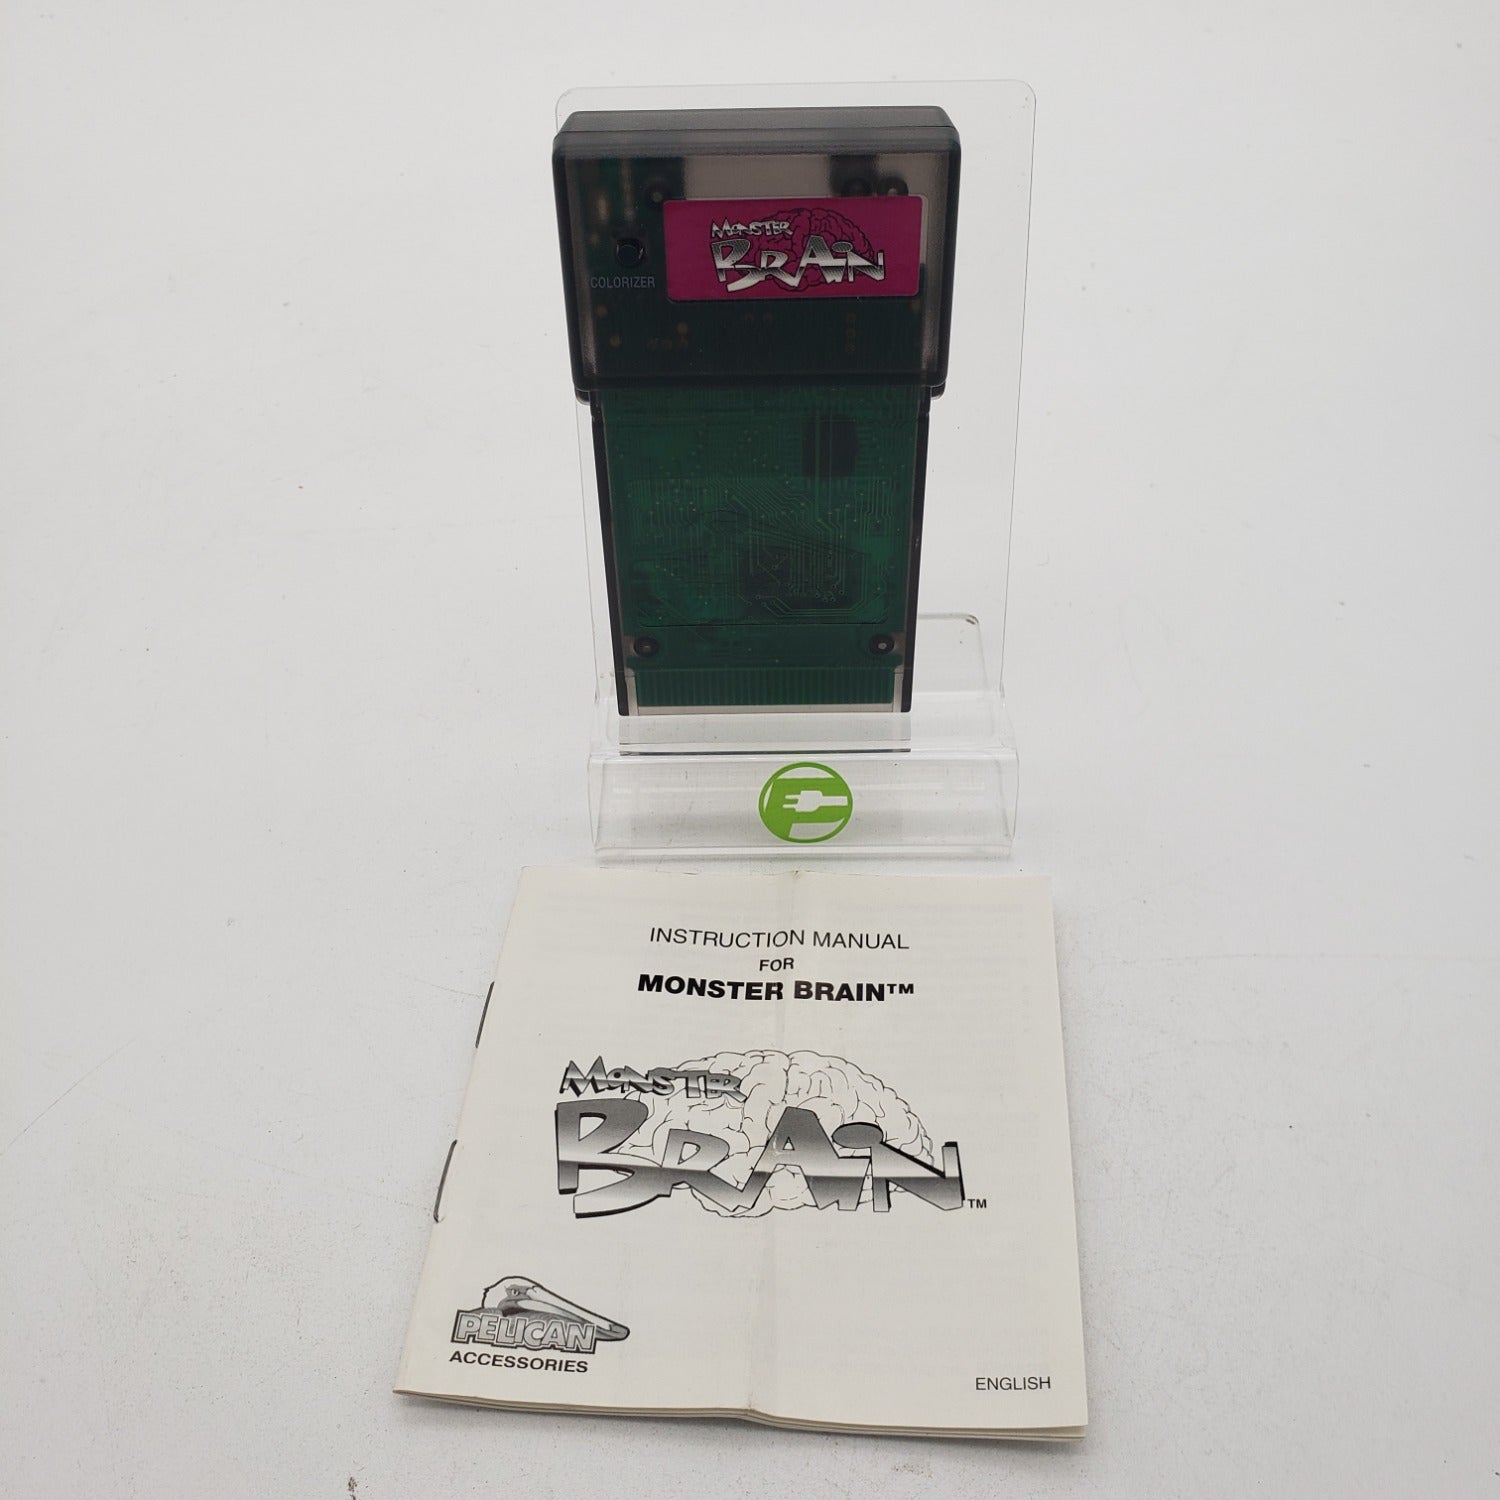 MONSTER
BRAIN
COLORIZER
INSTRUCTION MANUAL
FOR
MONSTER BRAIN™
MONSTER
BRAIN™
PELICAN
ACCESSORIES
ENGLISH